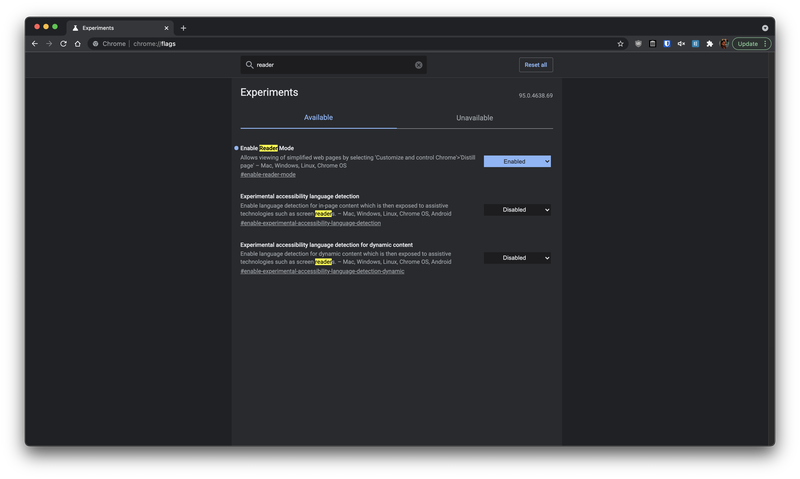 Experiments
Chrome | chrome://flags
Update
reader
Reset all
Experiments
95.0.4638.69
Available
Unavailable
Enable Reader Mode
Allows viewing of simplified web pages by selecting 'Customize and control Chrome'>'Distill
page' – Mac, Windows, Linux, Chrome OS
#enable-reader-mode
Enabled
Experimental accessibility language detection
Enable language detection for in-page content which is then exposed to assistive
technologies such as screen readers. – Mac, Windows, Linux, Chrome OS, Android
#enable-experimental-accessibility-language-detection
Disabled
Experimental accessibility language detection for dynamic content
Enable language detection for dynamic content which is then exposed to assistive
technologies such as screen readers. – Mac, Windows, Linux, Chrome OS, Android
#enable-experimental-accessibility-language-detection-dynamic
Disabled